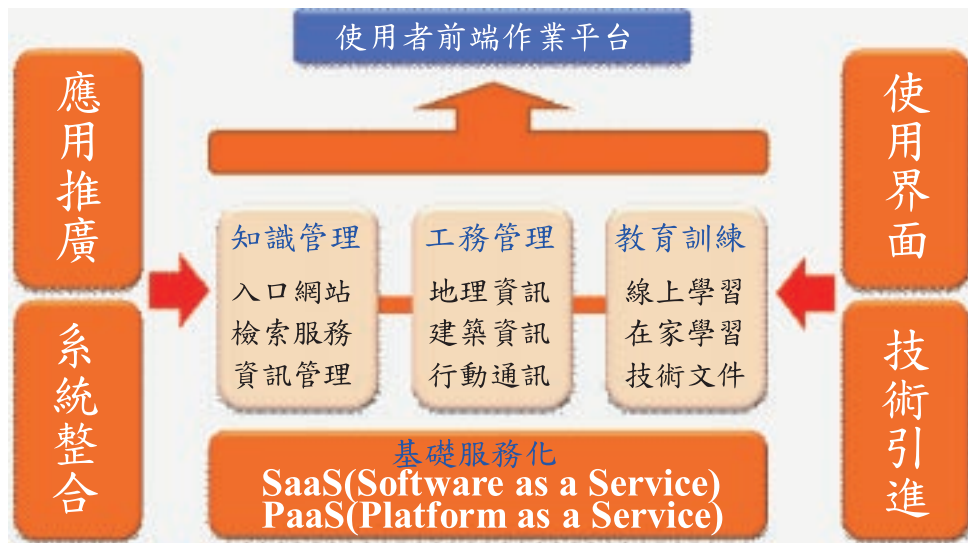 使用者前端作業平台
應用推廣
系統整合
知識管理
入口網站
檢索服務
資訊管理
工務管理
地理資訊
建築資訊
行動通訊
教育訓練
線上學習
在家學習
技術文件
使用界面
技術引進
基礎服務化
SaaS(Software as a Service)
PaaS(Platform as a Service)